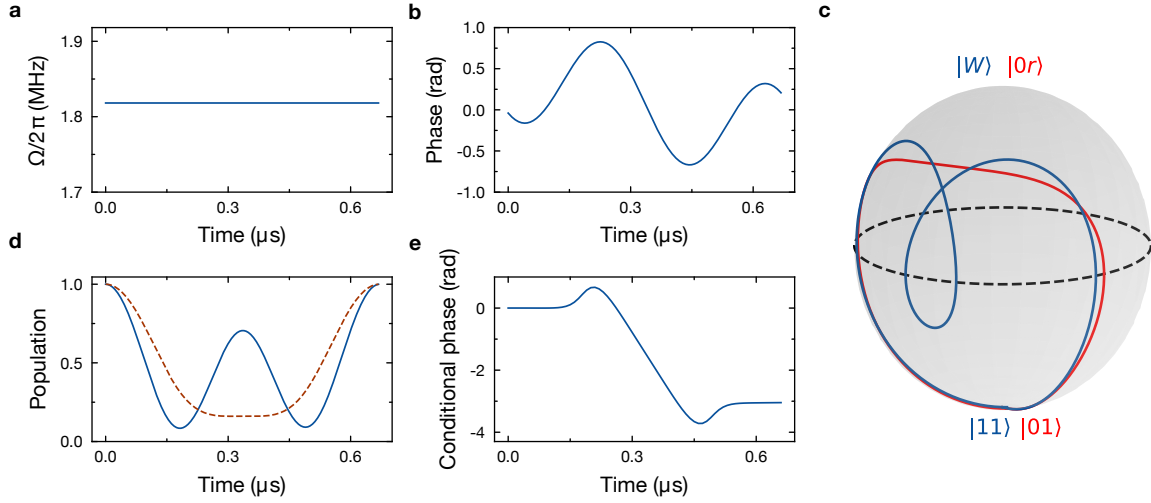 a
Ω/2π (MHz)
1.9
1.8
1.7
0.0 0.3 0.6
Time (μs)
b
Phase (rad)
1.0
0.5
0.0
-0.5
-1.0
0.0 0.3 0.6
Time (μs)
c
|W⟩ |0r⟩
|11⟩ |01⟩
d
Population
1.0
0.5
0.0
0.0 0.3 0.6
Time (μs)
e
Conditional phase (rad)
0
-2
-4
0.0 0.3 0.6
Time (μs)